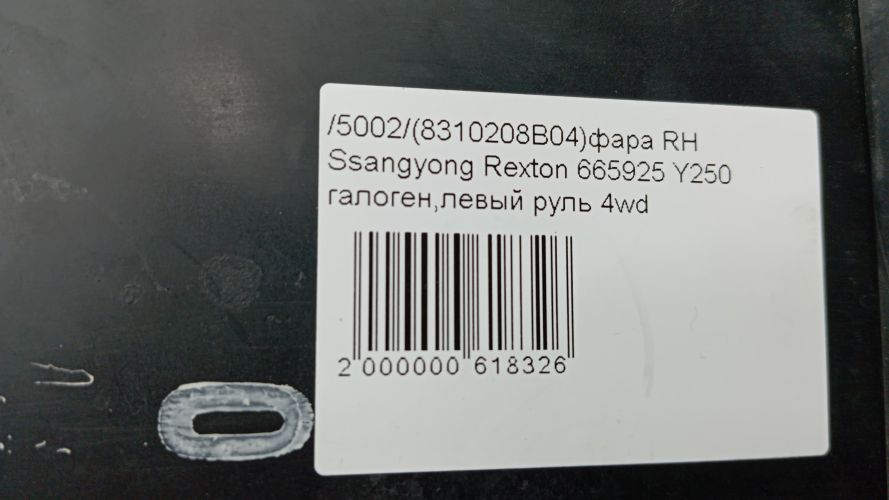 /5002/(8310208B04)фара RH
Ssangyong Rexton 665925 Y250
галоген,левый руль 4wd
2 000000 618326